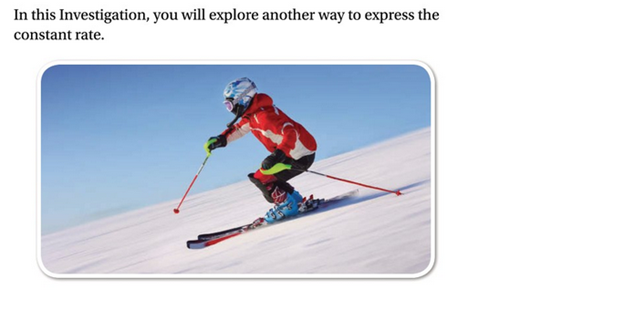 In this Investigation, you will explore another way to express the
constant rate.